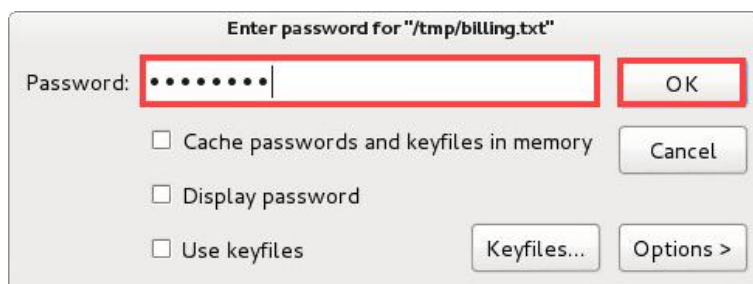 Enter password for "/tmp/billing.txt"
Password: ●●●●●●●● OK
Cache passwords and keyfiles in memory Cancel
Display password
Use keyfiles Keyfiles... Options >